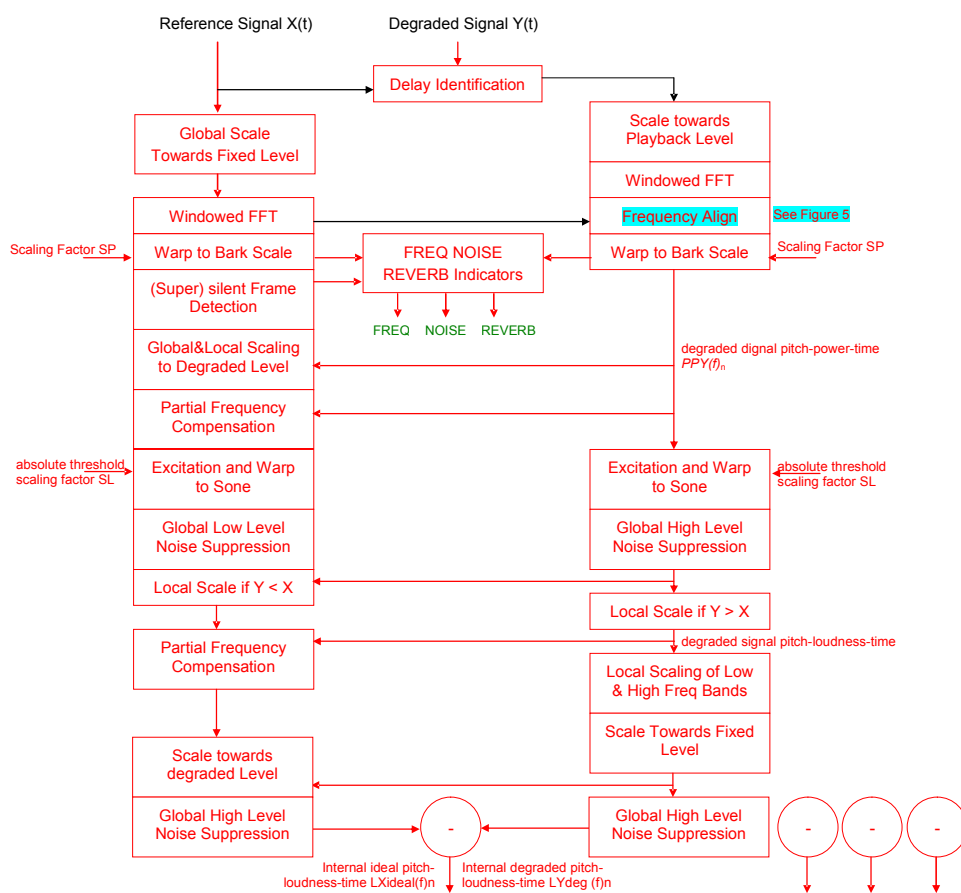 Reference Signal X(t)
Degraded Signal Y(t)
Delay Identification
Global Scale
Towards Fixed Level
Scale towards
Playback Level
Windowed FFT
Windowed FFT
Frequency Align
See Figure 5
Scaling Factor SP
Warp to Bark Scale
FREQ NOISE
REVERB Indicators
Warp to Bark Scale
Scaling Factor SP
(Super) silent Frame
Detection
FREQ
NOISE
REVERB
Global&Local Scaling
to Degraded Level
degraded dignal pitch-power-time
PPY(f)n
Partial Frequency
Compensation
absolute threshold
scaling factor SL
Excitation and Warp
to Sone
Excitation and Warp
to Sone
absolute threshold
scaling factor SL
Global Low Level
Noise Suppression
Global High Level
Noise Suppression
Local Scale if Y < X
Local Scale if Y > X
Partial Frequency
Compensation
degraded signal pitch-loudness-time
Local Scaling of Low
& High Freq Bands
Scale Towards Fixed
Level
Scale towards
degraded Level
Global High Level
Noise Suppression
-
Global High Level
Noise Suppression
-
-
-
Internal ideal pitch-
loudness-time LXideal(f)n
Internal degraded pitch-
loudness-time LYdeg (f)n